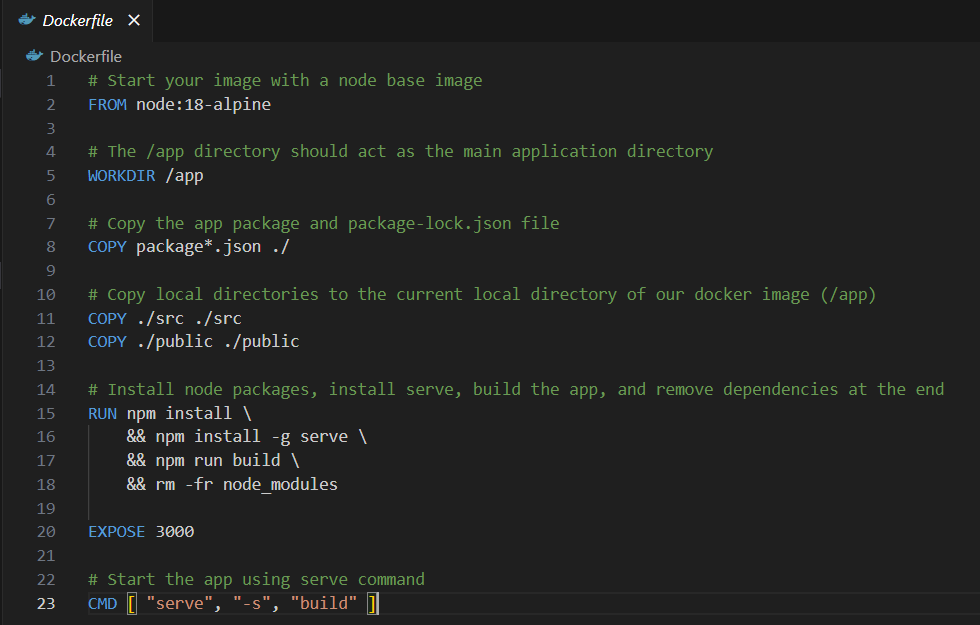 Dockerfile
Dockerfile
1 # Start your image with a node base image
2 FROM node:18-alpine
3
4 # The /app directory should act as the main application directory
5 WORKDIR /app
6
7 # Copy the app package and package-lock.json file
8 COPY package*.json ./
9
10 # Copy local directories to the current local directory of our docker image (/app)
11 COPY ./src ./src
12 COPY ./public ./public
13
14 # Install node packages, install serve, build the app, and remove dependencies at the end
15 RUN npm install \
16     && npm install -g serve \
17     && npm run build \
18     && rm -fr node_modules
19
20 EXPOSE 3000
21
22 # Start the app using serve command
23 CMD [ "serve", "-s", "build" ]